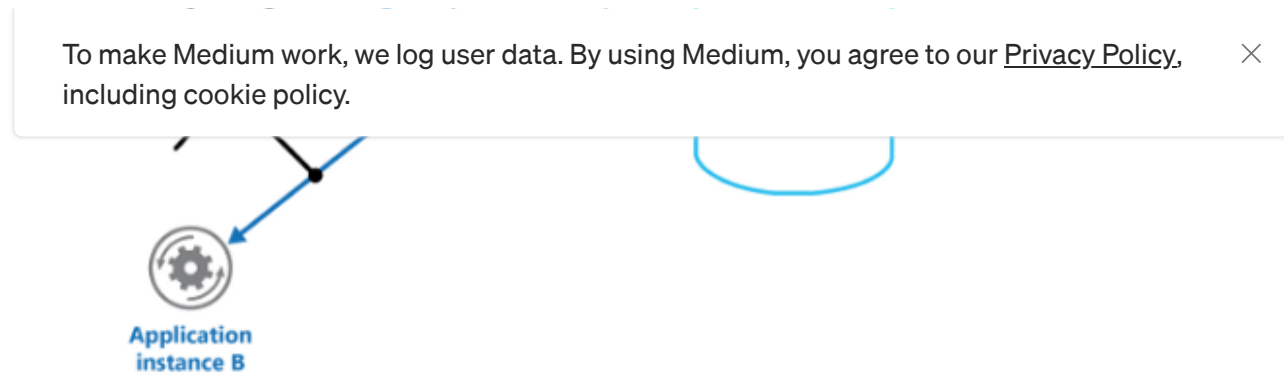 To make Medium work, we log user data. By using Medium, you agree to our Privacy Policy,
including cookie policy.
Application
instance B